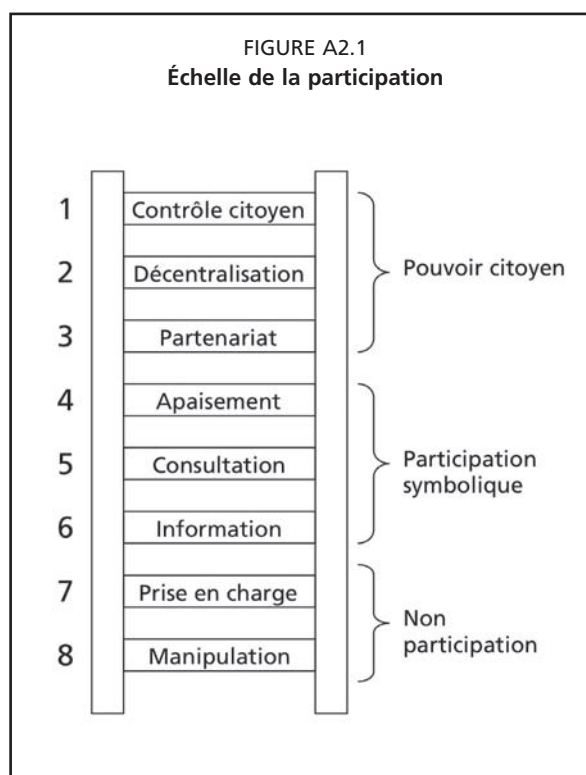 FIGURE A2.1
Échelle de la participation
1 Contrôle citoyen
2 Décentralisation
3 Partenariat
Pouvoir citoyen
4 Apaisement
5 Consultation
6 Information
Participation
symbolique
7 Prise en charge
8 Manipulation
Non
participation